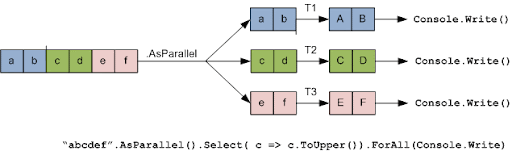 a b T1 A B Console.Write()
a b c d e f .AsParallel c d T2 C D Console.Write()
e f T3 E F Console.Write()
"abcdef".AsParallel().Select( c => c.ToUpper()).ForAll(Console.Write)